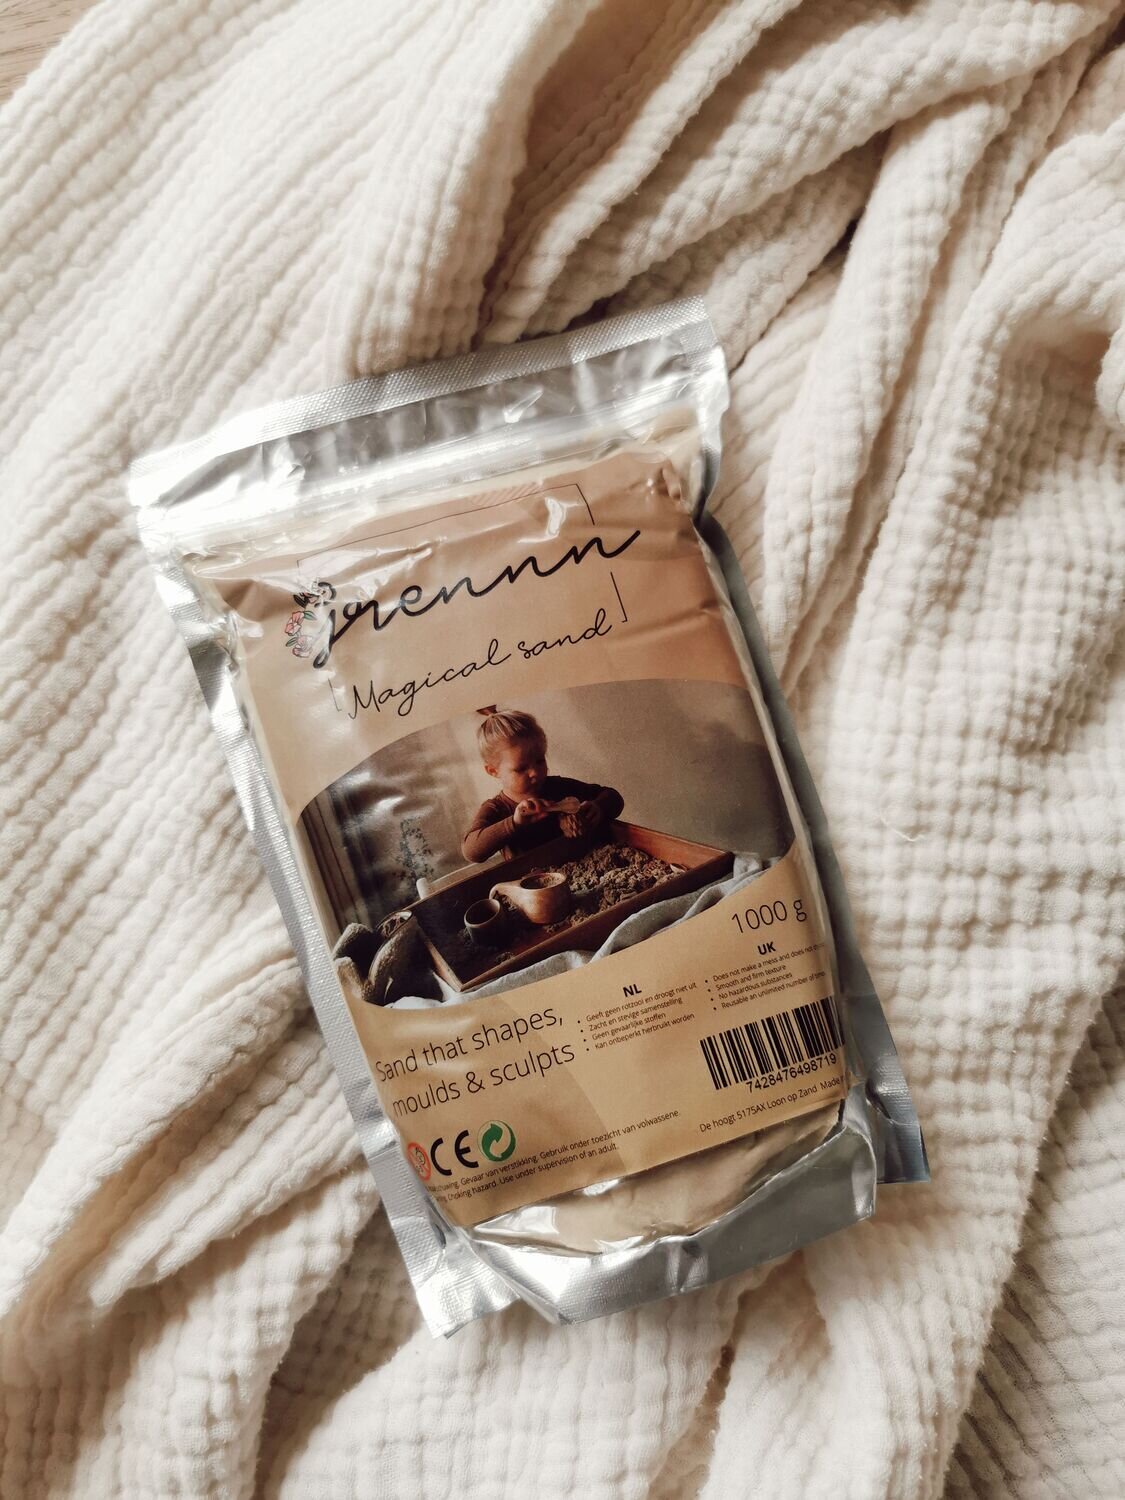 jrennn
Magical sand
1000 g
NL
Geeft geen rotzooi en droogt niet uit
Zacht en stevige samenstelling
Geen gevaarlijke stoffen
Kan onbeperkt herbruikt worden
UK
Does not make a mess and does not
Smooth and firm texture
No hazardous substances
Reusable an unlimited number of
Sand that shapes,
moulds & sculpts
7428476498719
De hoogt 5175AX Loon op Zand Made
CE
Gevaar van verstikking. Gebruik onder toezicht van volwassene.
Choking hazard. Use under supervision of an adult.